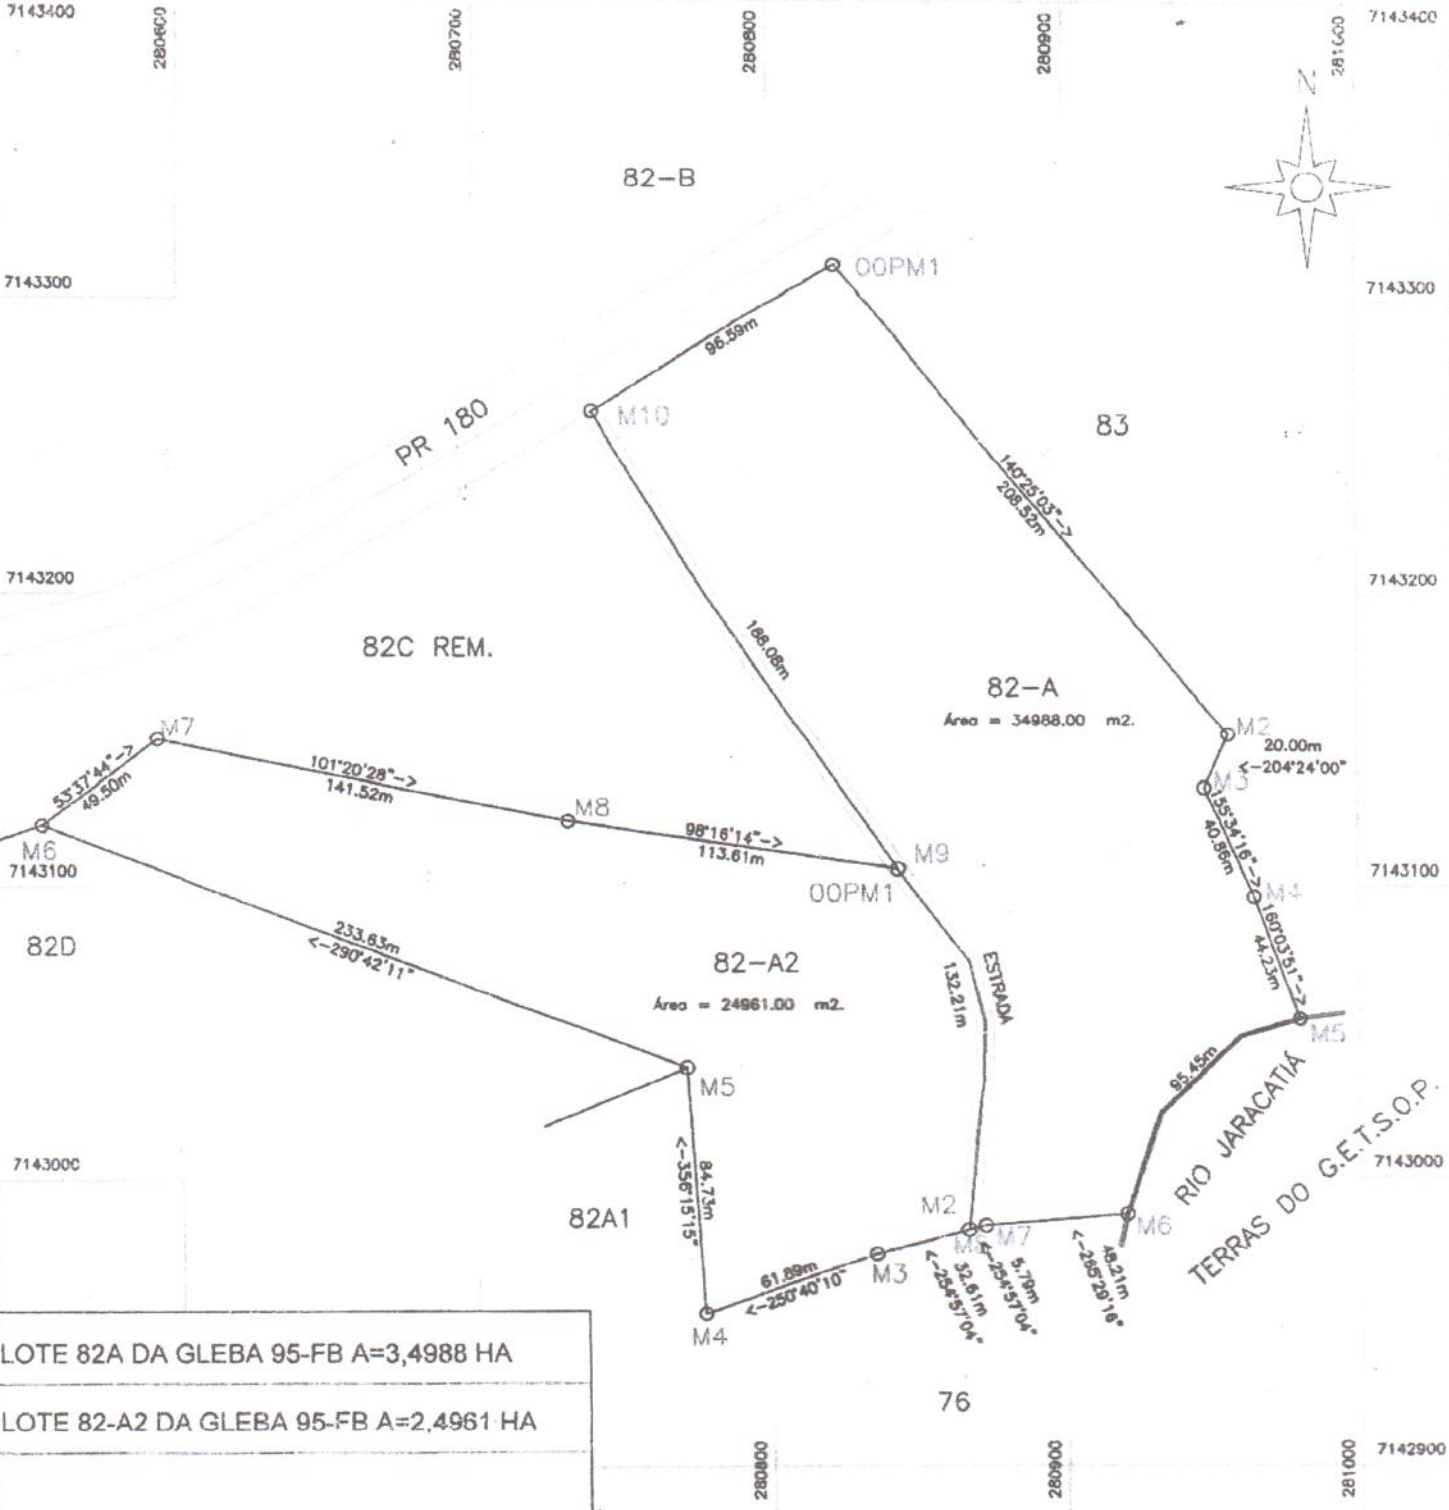 7143400
280600
280700
280800
280900
281000
7143400
N
82-B
7143300
OOPM1
7143300
96.59m
M10
PR 180
83
140°25'03"->
208.52m
7143200
7143200
82C REM.
188.08m
82-A
Área = 34988.00 m2.
M7
M2
20.00m
<-204°24'00"
53°37'44"->
49.50m
101°20'28"->
141.52m
M3
155°34'16"->
40.86m
M8
98°16'14"->
113.61m
M9
M6
7143100
OOPM1
M4
7143100
160°03'51"->
44.23m
82D
233.63m
<-290°42'11"
82-A2
Área = 24961.00 m2.
132.21m
ESTRADA
M5
95.45m
M5
RIO JARACATIÁ
TERRAS DO G.E.T.S.O.P.
7143000
84.73m
<-356°15'15"
7143000
82A1
M2
M7
M6
M3
61.89m
<-250°40'10"
32.61m
<-254°57'04"
5.79m
<-254°57'04"
48.21m
<-265°29'16"
M4
LOTE 82A DA GLEBA 95-FB A=3,4988 HA
LOTE 82-A2 DA GLEBA 95-FB A=2,4961 HA
76
280800
280900
281000
7142900